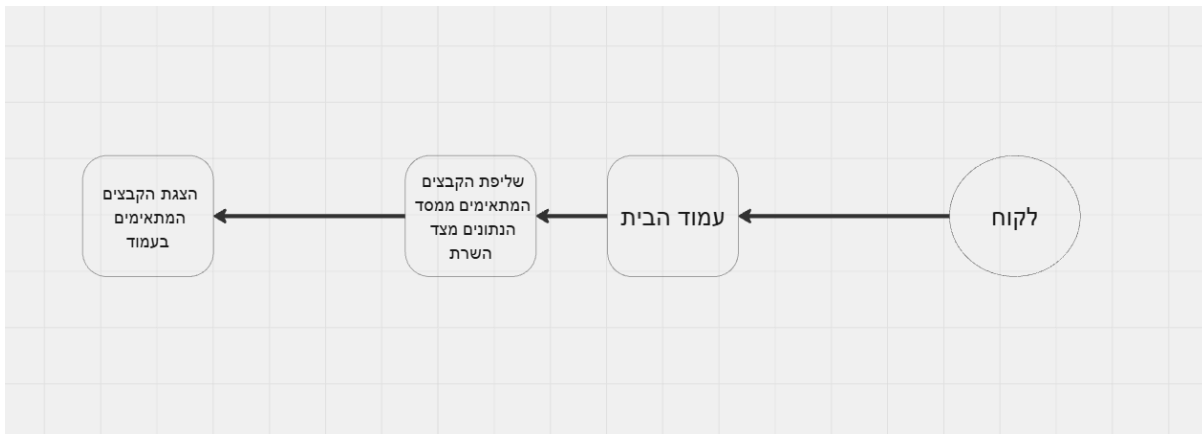 לקוח
עמוד הבית
שליפת הקבצים
המתאימים ממסד
הנתונים מצד
השרת
הצגת הקבצים
המתאימים
בעמוד